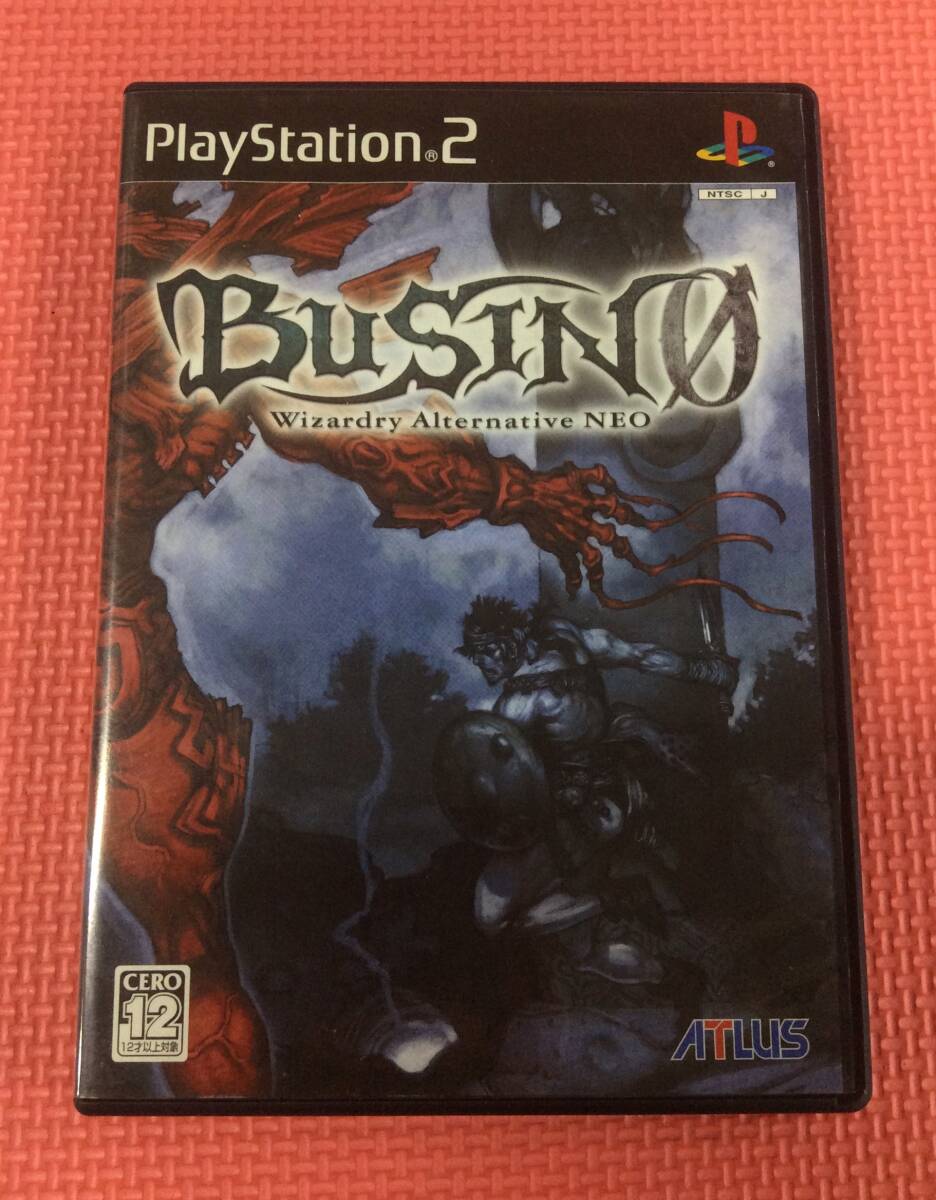 PlayStation®2
NTSC J
BUSIN 0
Wizardry Alternative NEO
CERO
12
12才以上対象
ATLUS